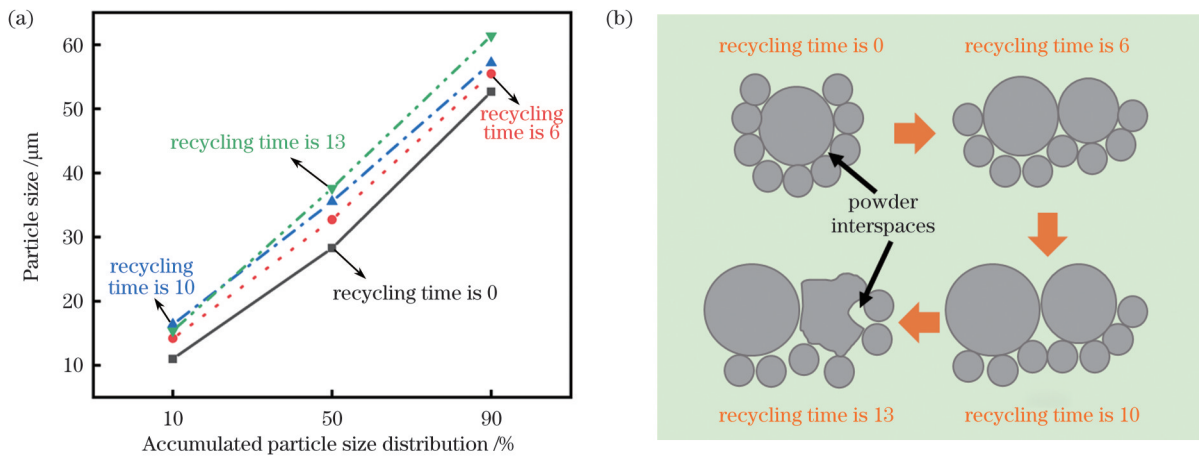 (a)
60
50
40
30
20
10
Particle size /μm
recycling time is 13
recycling
time is 6
recycling
time is 10
recycling time is 0
10
50
90
Accumulated particle size distribution /%
(b)
recycling time is 0
recycling time is 6
powder
interspaces
recycling time is 13
recycling time is 10